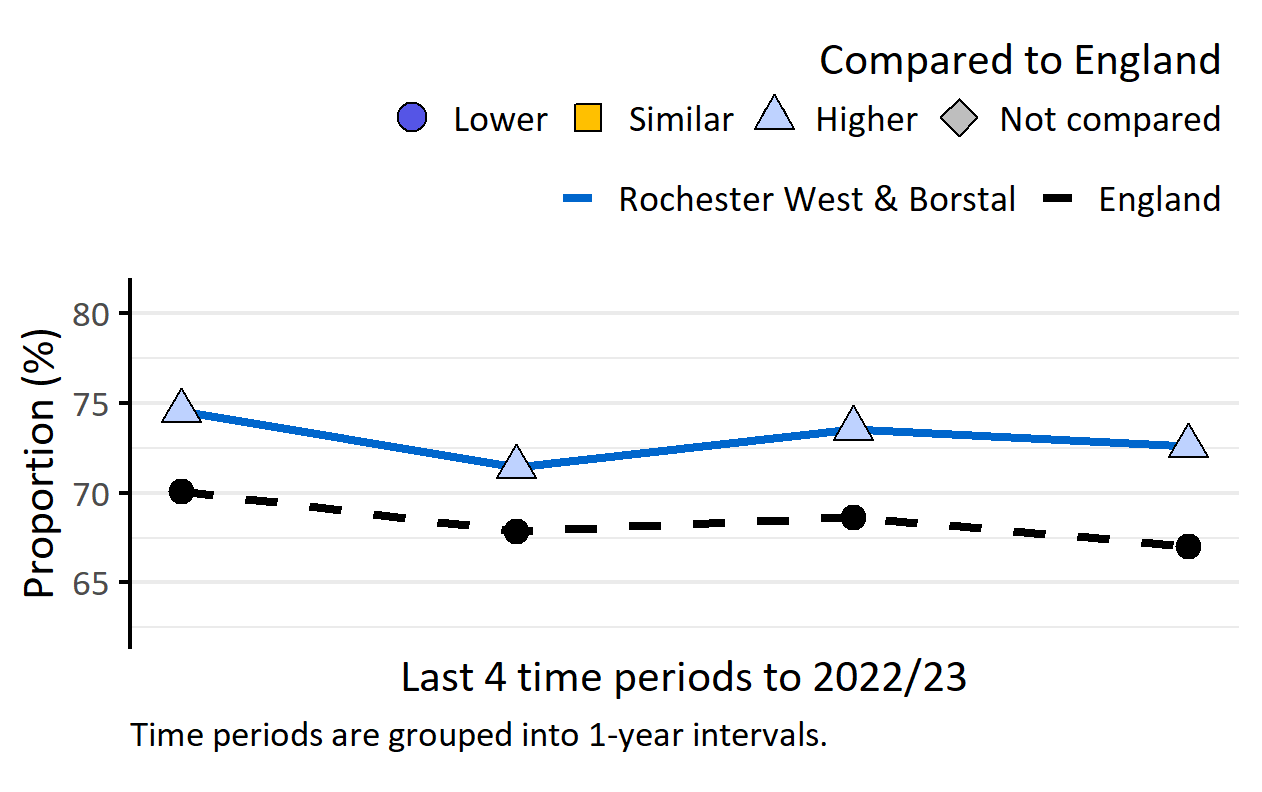 Compared to England
Lower Similar Higher Not compared
Rochester West & Borstal England
Proportion (%)
80
75
70
65
Last 4 time periods to 2022/23
Time periods are grouped into 1-year intervals.